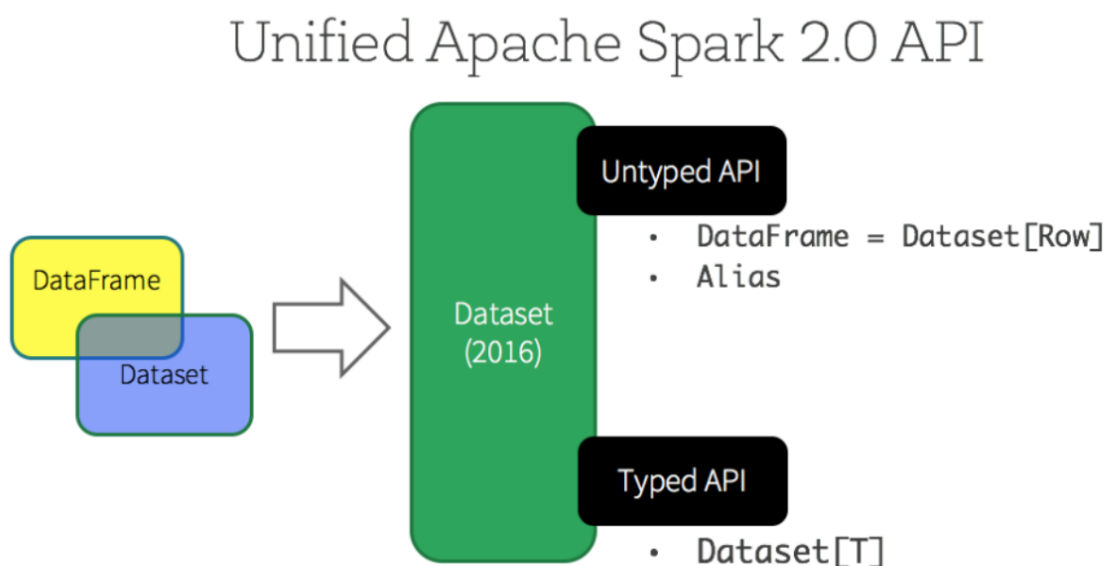 Unified Apache Spark 2.0 API
Untyped API
• DataFrame = Dataset[Row]
• Alias
DataFrame
Dataset
Dataset
(2016)
Typed API
• Dataset[T]